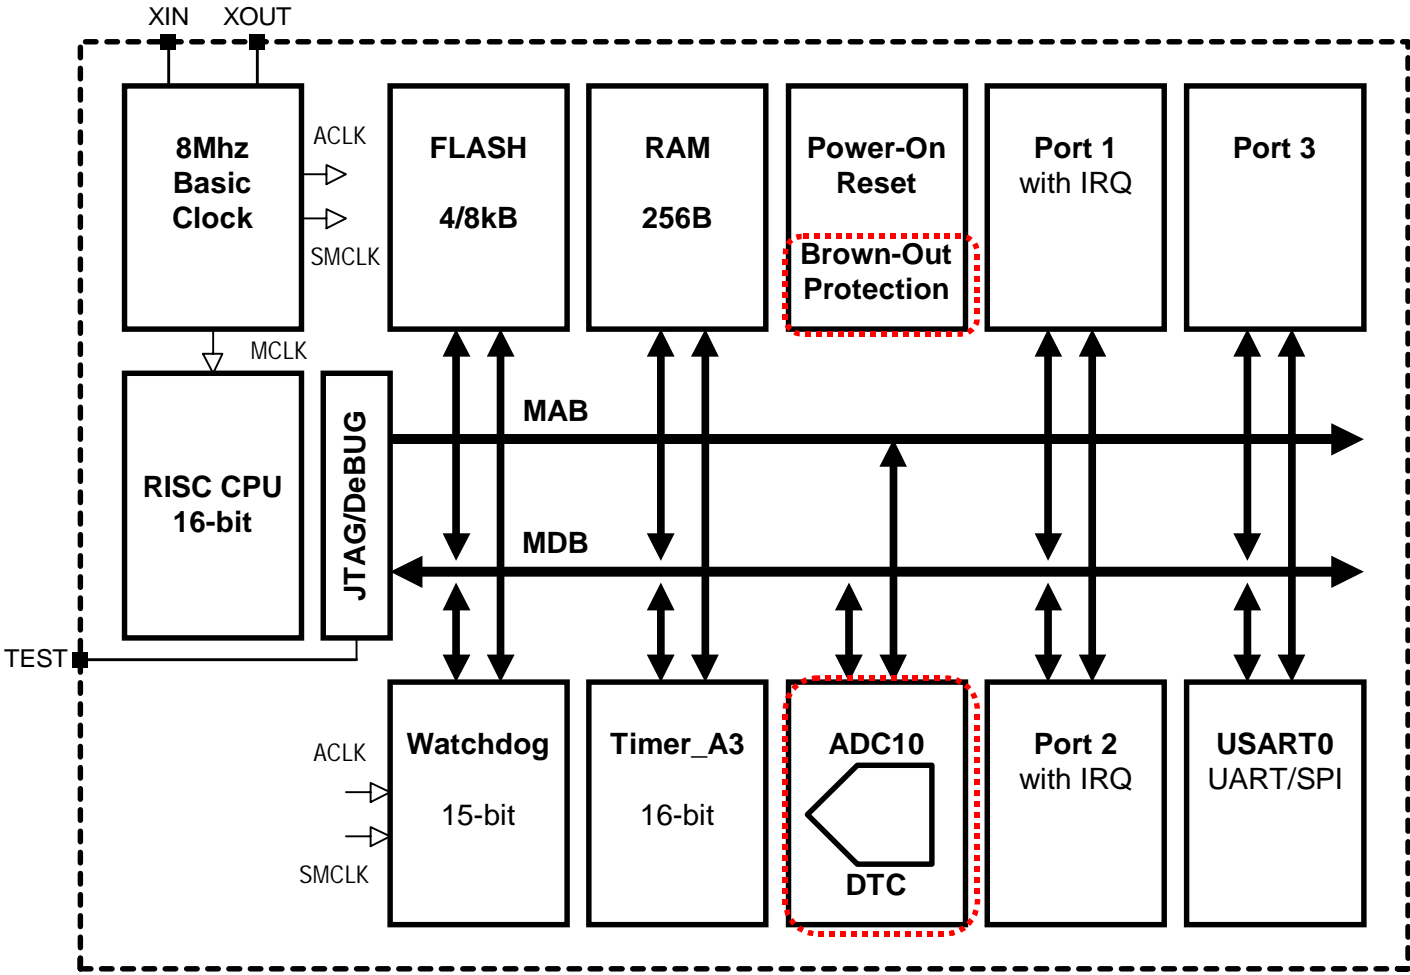 XIN XOUT
8Mhz
Basic
Clock
ACLK
SMCLK
FLASH
4/8kB
RAM
256B
Power-On
Reset
Brown-Out
Protection
Port 1
with IRQ
Port 3
MCLK
RISC CPU
16-bit
JTAG/DeBUG
MAB
MDB
TEST
ACLK
SMCLK
Watchdog
15-bit
Timer_A3
16-bit
ADC10
DTC
Port 2
with IRQ
USART0
UART/SPI